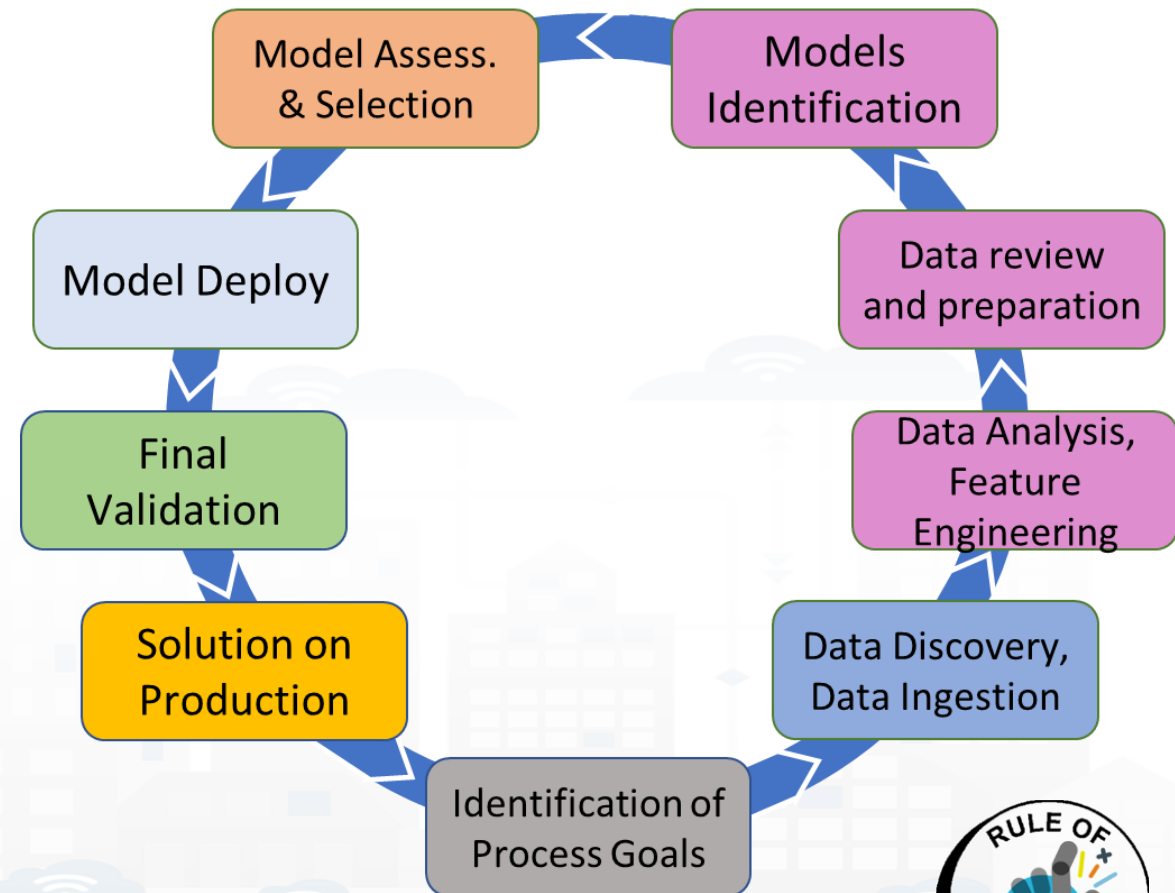 Model Assess.
& Selection
Models
Identification
Model Deploy
Data review
and preparation
Final
Validation
Data Analysis,
Feature
Engineering
Solution on
Production
Data Discovery,
Data Ingestion
Identification of
Process Goals
RULE OF